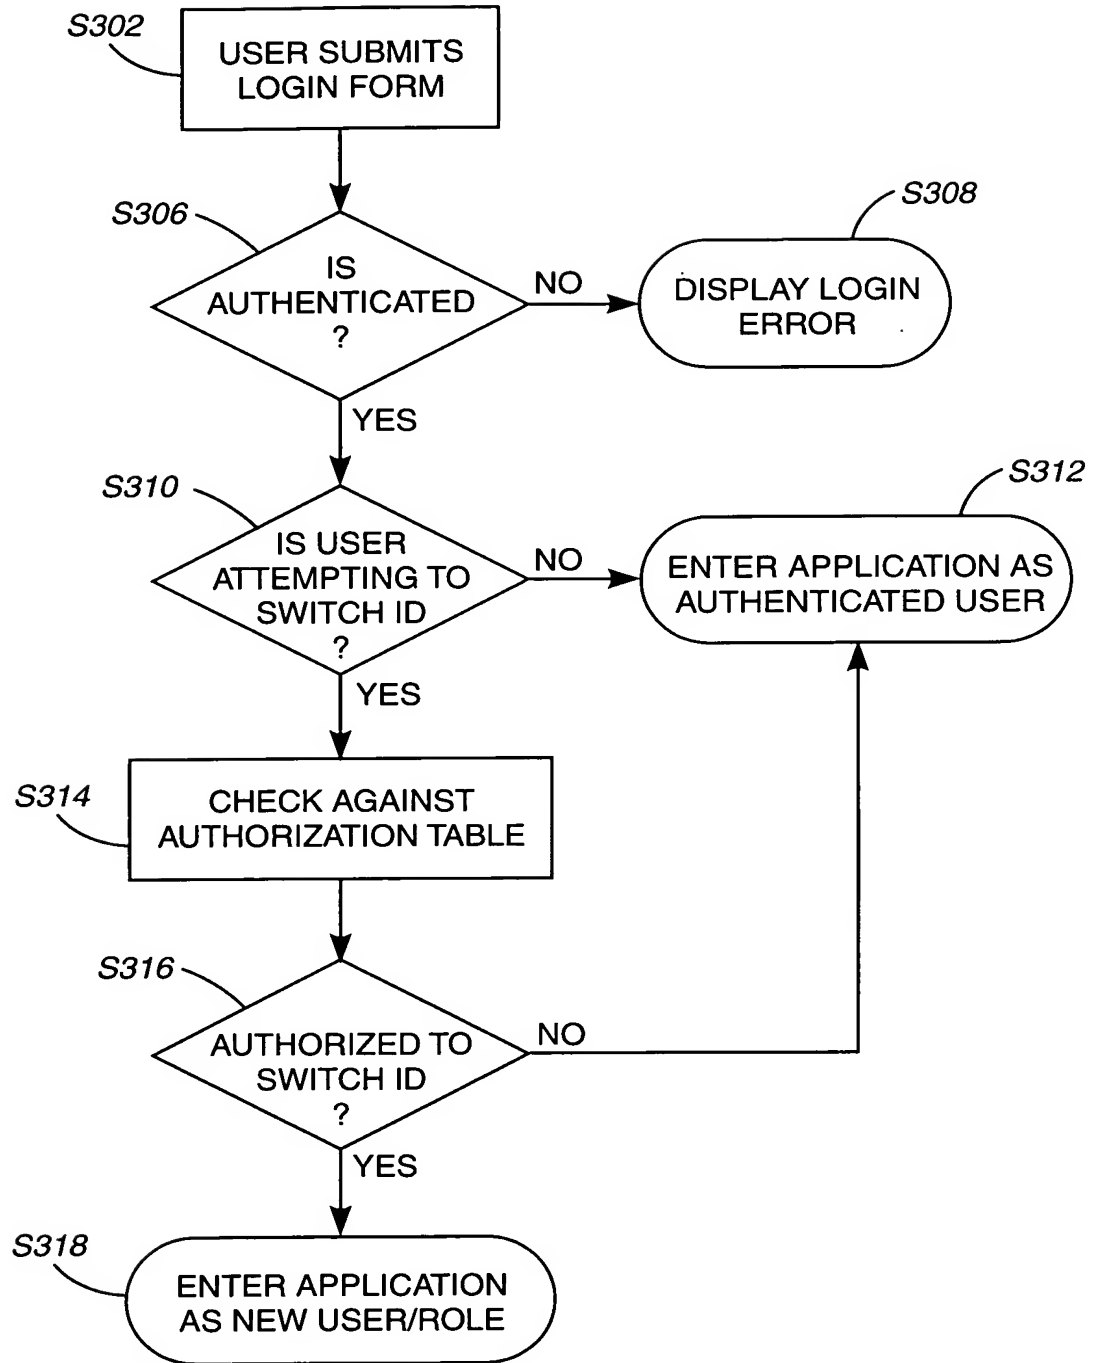 S302
USER SUBMITS
LOGIN FORM
S306
IS
AUTHENTICATED
?
NO
S308
DISPLAY LOGIN
ERROR
YES
S310
IS USER
ATTEMPTING TO
SWITCH ID
?
NO
S312
ENTER APPLICATION AS
AUTHENTICATED USER
YES
S314
CHECK AGAINST
AUTHORIZATION TABLE
S316
AUTHORIZED TO
SWITCH ID
?
NO
YES
S318
ENTER APPLICATION
AS NEW USER/ROLE